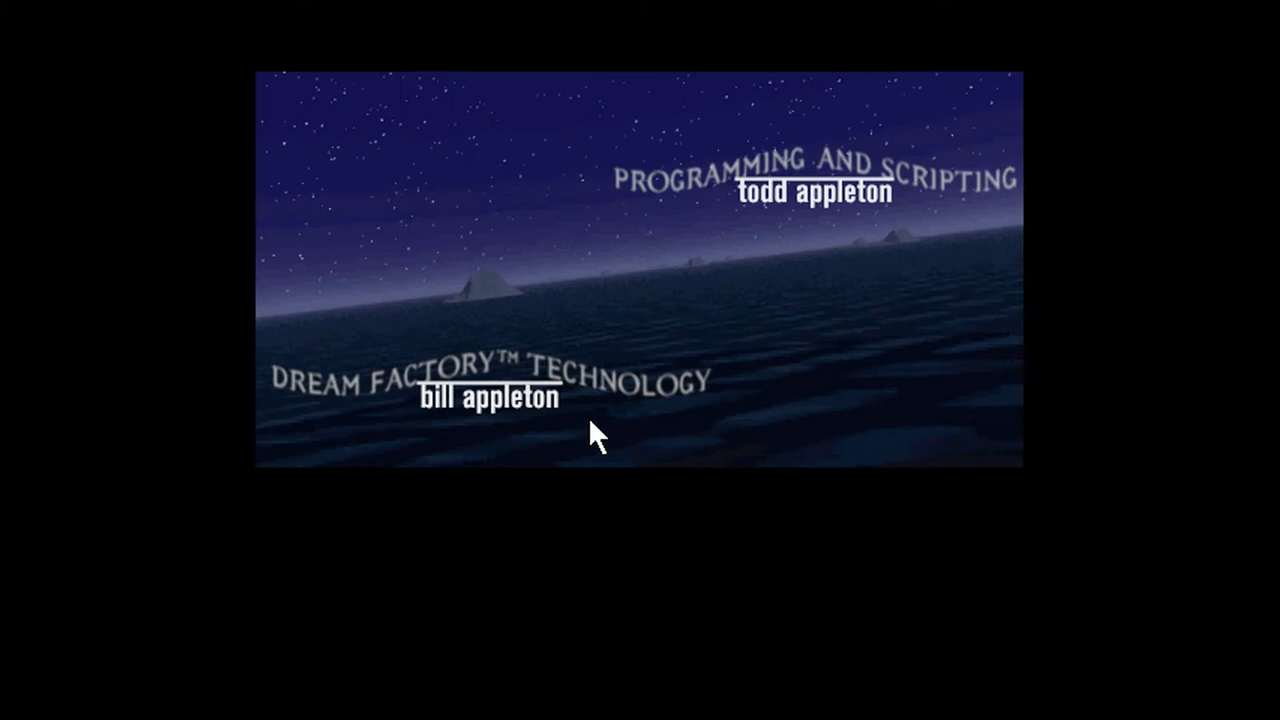 PROGRAMMING AND SCRIPTING
todd appleton
DREAM FACTORY™ TECHNOLOGY
bill appleton